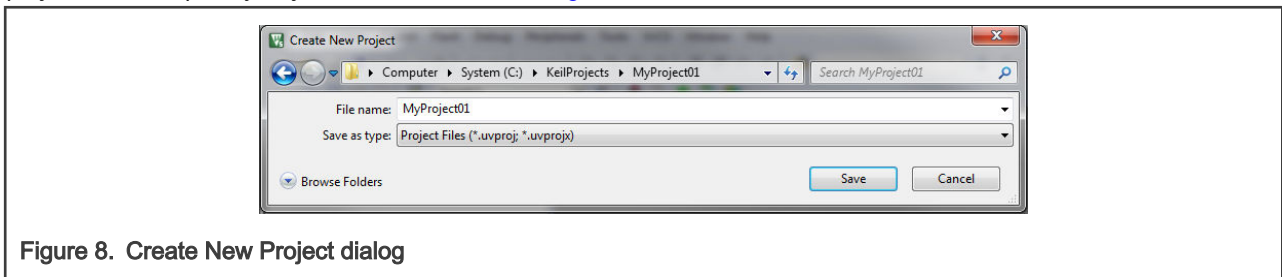 Create New Project
Computer ▸ System (C:) ▸ KeilProjects ▸ MyProject01
Search MyProject01
File name: MyProject01
Save as type: Project Files (*.uvproj; *.uvprojx)
Browse Folders
Save
Cancel
Figure 8. Create New Project dialog